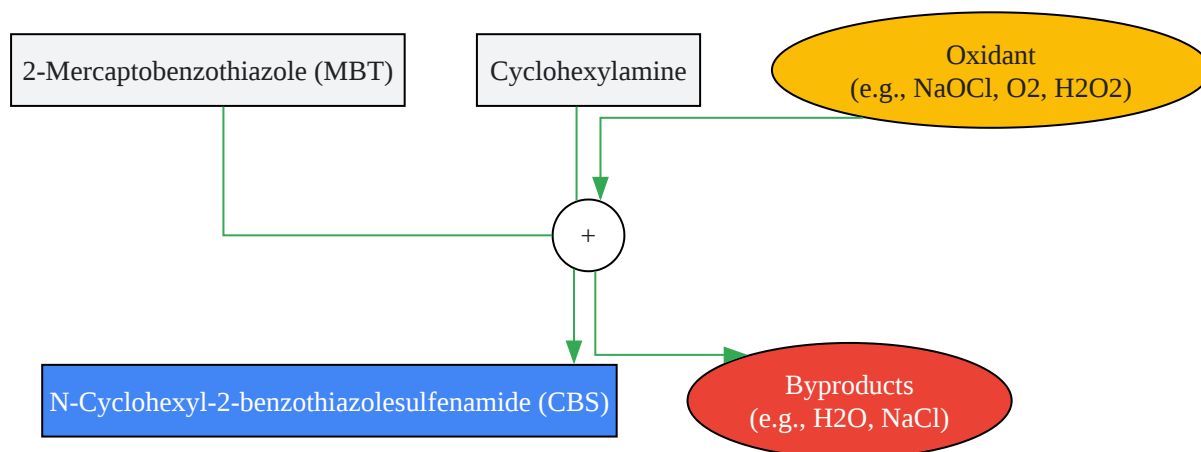 2-Mercaptobenzothiazole (MBT)
Cyclohexylamine
Oxidant
(e.g., NaOCl, O2, H2O2)
+
N-Cyclohexyl-2-benzothiazolesulfenamide (CBS)
Byproducts
(e.g., H2O, NaCl)